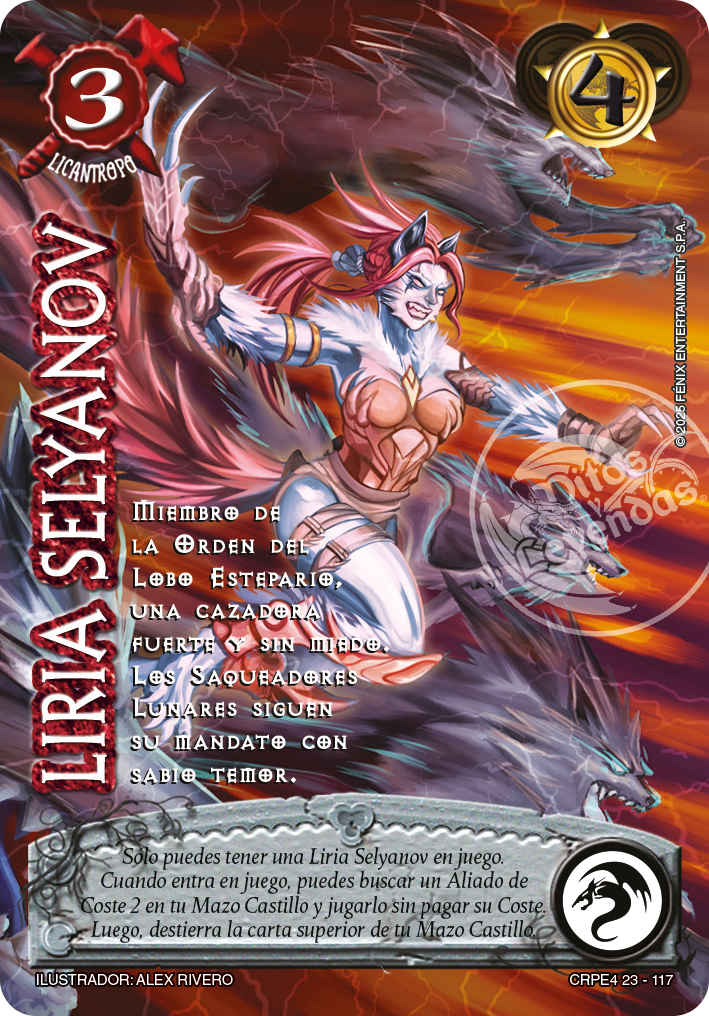 3
LICANTROPO
4
LIRIA SELYANOV
© 2025 FÉNIX ENTERTAINMENT S.P.A.
Mitos
y
Leyendas®
Miembro de
la Orden del
Lobo Estepario,
una cazadora
fuerte y sin miedo.
Los Saqueadores
Lunares siguen
su mandato con
sabio temor.
Sólo puedes tener una Liria Selyanov en juego.
Cuando entra en juego, puedes buscar un Aliado de
Coste 2 en tu Mazo Castillo y jugarlo sin pagar su Coste.
Luego, destierra la carta superior de tu Mazo Castillo.
ILUSTRADOR: ALEX RIVERO
CRPE4 23 - 117